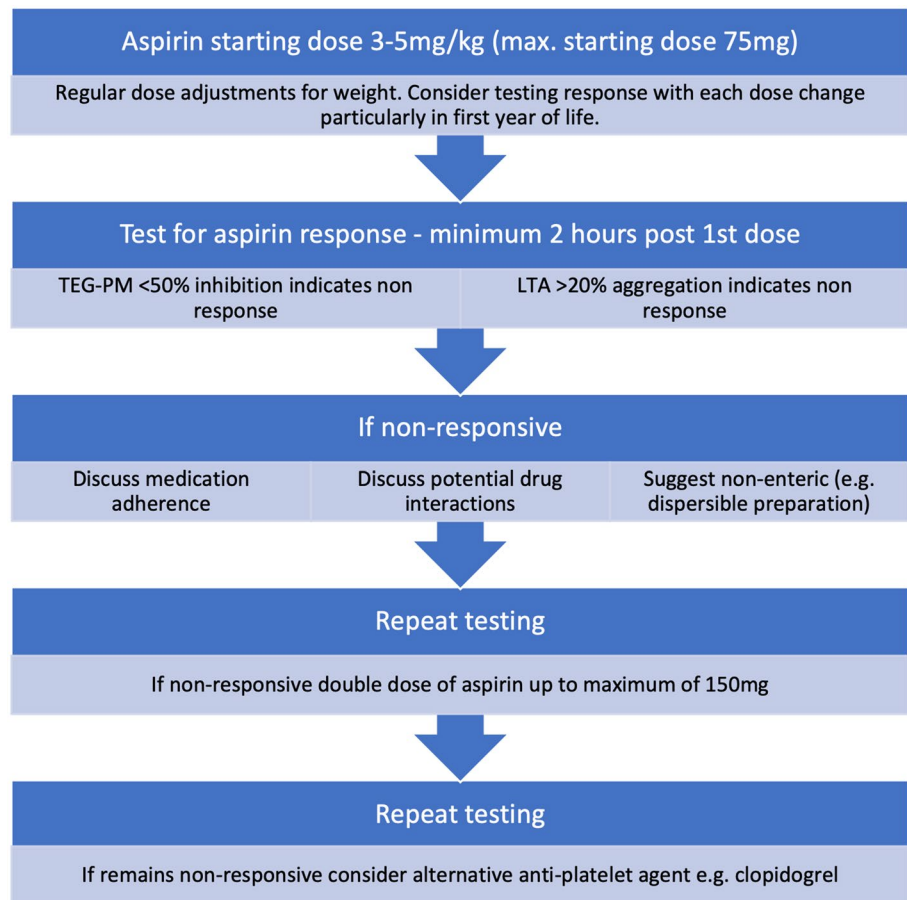 Aspirin starting dose 3-5mg/kg (max. starting dose 75mg)
Regular dose adjustments for weight. Consider testing response with each dose change
particularly in first year of life.
Test for aspirin response - minimum 2 hours post 1st dose
TEG-PM <50% inhibition indicates non
response
LTA >20% aggregation indicates non
response
If non-responsive
Discuss medication
adherence
Discuss potential drug
interactions
Suggest non-enteric (e.g.
dispersible preparation)
Repeat testing
If non-responsive double dose of aspirin up to maximum of 150mg
Repeat testing
If remains non-responsive consider alternative anti-platelet agent e.g. clopidogrel